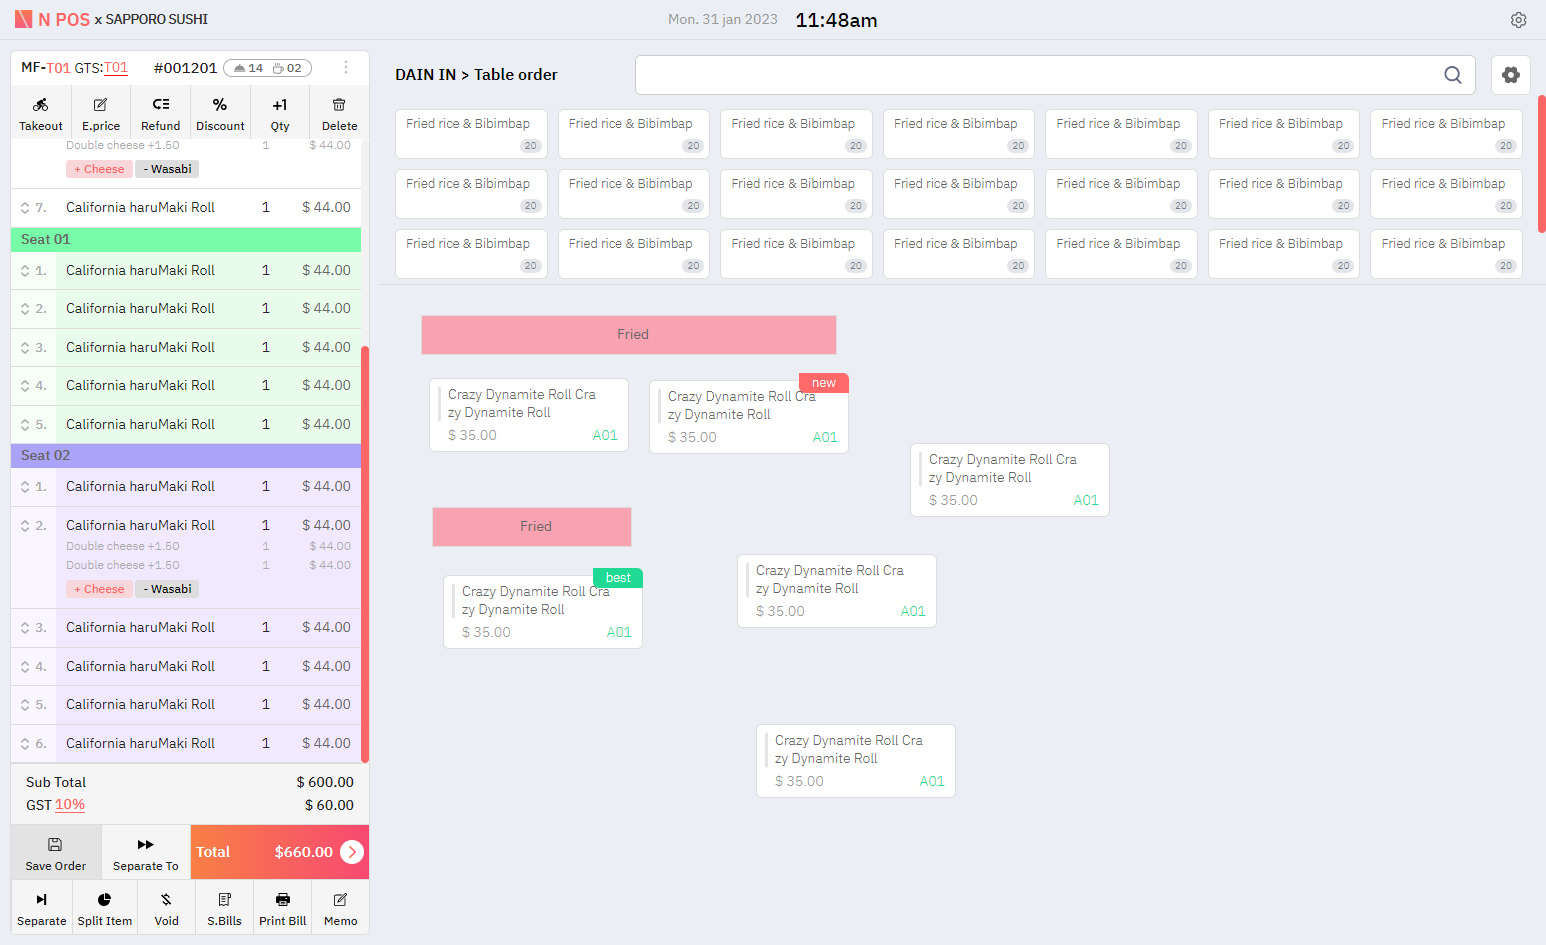 N POS x SAPPORO SUSHI
Mon. 31 jan 2023 11:48am
MF-T01 GTS:T01 #001201 14 02
Takeout E.price Refund Discount +1 Qty Delete
Double cheese +1.50 1 $ 44.00
+ Cheese - Wasabi
7. California haruMaki Roll 1 $ 44.00
Seat 01
1. California haruMaki Roll 1 $ 44.00
2. California haruMaki Roll 1 $ 44.00
3. California haruMaki Roll 1 $ 44.00
4. California haruMaki Roll 1 $ 44.00
5. California haruMaki Roll 1 $ 44.00
Seat 02
1. California haruMaki Roll 1 $ 44.00
2. California haruMaki Roll 1 $ 44.00
Double cheese +1.50 1 $ 44.00
Double cheese +1.50 1 $ 44.00
+ Cheese - Wasabi
3. California haruMaki Roll 1 $ 44.00
4. California haruMaki Roll 1 $ 44.00
5. California haruMaki Roll 1 $ 44.00
6. California haruMaki Roll 1 $ 44.00
Sub Total $ 600.00
GST 10% $ 60.00
Save Order Separate To Total $660.00
Separate Split Item Void S.Bills Print Bill Memo
DAIN IN > Table order
Fried rice & Bibimbap Fried rice & Bibimbap Fried rice & Bibimbap Fried rice & Bibimbap Fried rice & Bibimbap Fried rice & Bibimbap Fried rice & Bibimbap
20 20 20 20 20 20 20
Fried rice & Bibimbap Fried rice & Bibimbap Fried rice & Bibimbap Fried rice & Bibimbap Fried rice & Bibimbap Fried rice & Bibimbap Fried rice & Bibimbap
20 20 20 20 20 20 20
Fried rice & Bibimbap Fried rice & Bibimbap Fried rice & Bibimbap Fried rice & Bibimbap Fried rice & Bibimbap Fried rice & Bibimbap Fried rice & Bibimbap
20 20 20 20 20 20 20
Fried
Crazy Dynamite Roll Cra
zy Dynamite Roll
$ 35.00 A01
new
Crazy Dynamite Roll Cra
zy Dynamite Roll
$ 35.00 A01
Crazy Dynamite Roll Cra
zy Dynamite Roll
$ 35.00 A01
Fried
best
Crazy Dynamite Roll Cra
zy Dynamite Roll
$ 35.00 A01
Crazy Dynamite Roll Cra
zy Dynamite Roll
$ 35.00 A01
Crazy Dynamite Roll Cra
zy Dynamite Roll
$ 35.00 A01